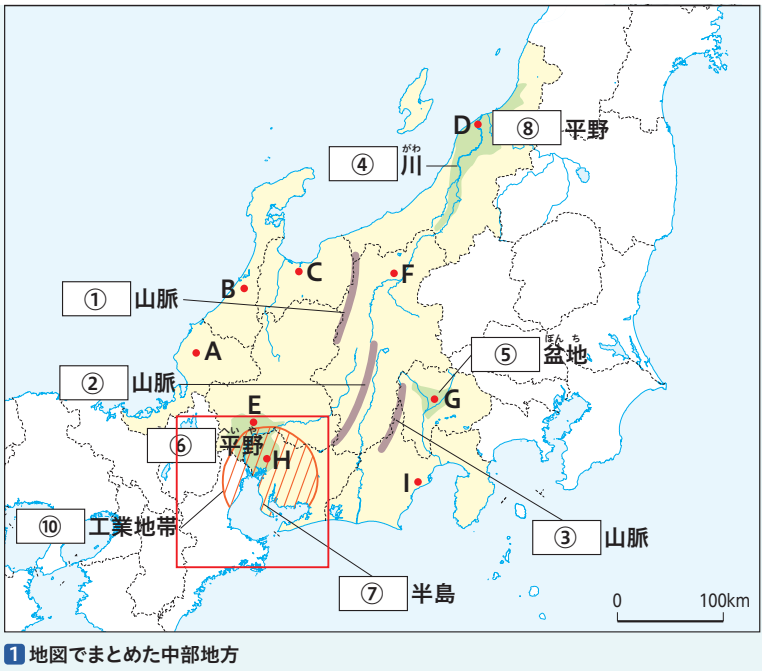 D
⑧ 平野
④ 川
がわ
B
C
F
① 山脈
A
⑤ 盆地
ぼんち
② 山脈
E
G
⑥ 平野
へいや
H
I
⑩ 工業地帯
③ 山脈
⑦ 半島
0 100km
1 地図でまとめた中部地方